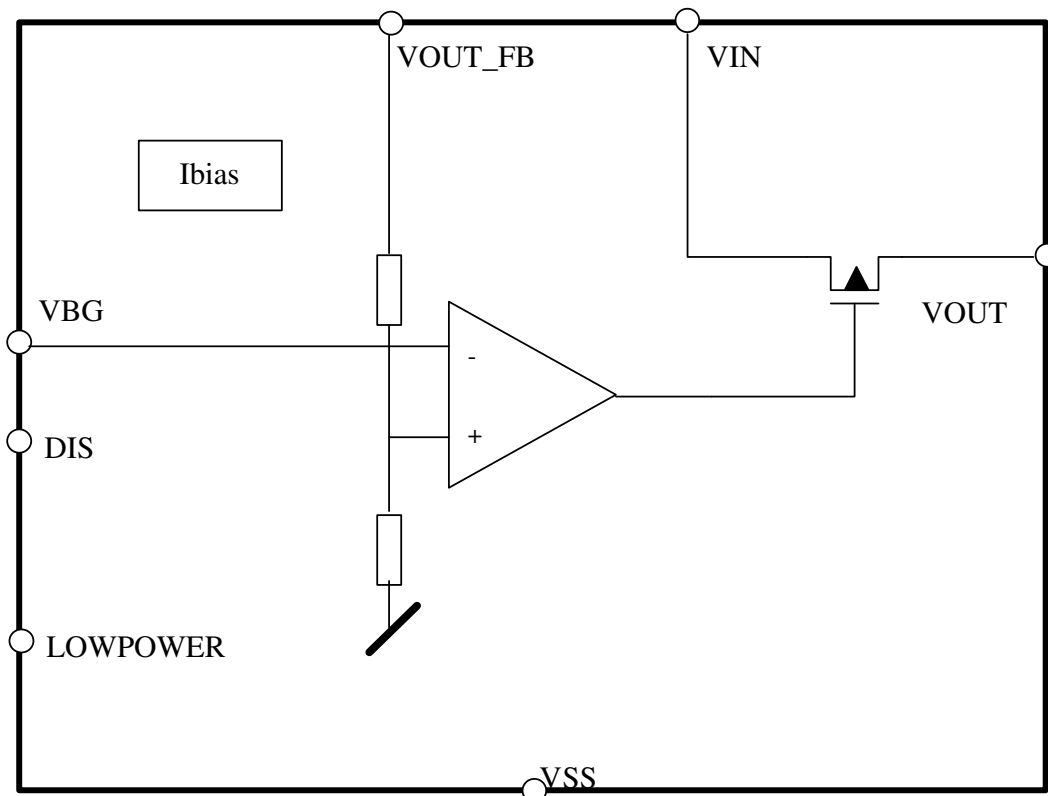 VOUT_FB
VIN
Ibias
VBG
VOUT
-
DIS
+
LOWPOWER
VSS